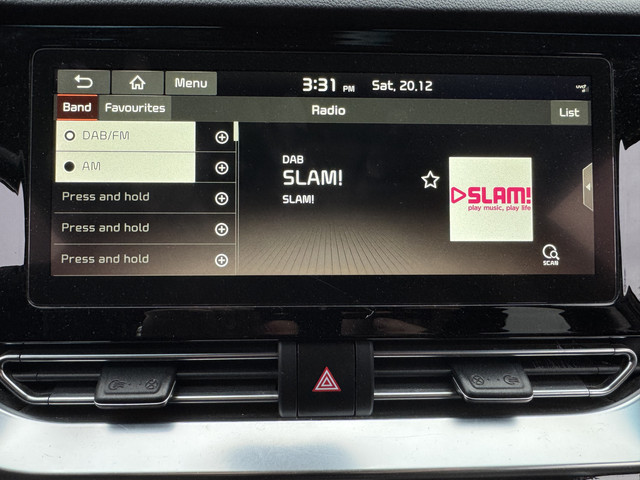 Menu
3:31 PM
Sat, 20.12
Band
Favourites
Radio
List
DAB/FM
AM
Press and hold
Press and hold
Press and hold
DAB
SLAM!
SLAM!
SLAM!
play music, play life
SCAN